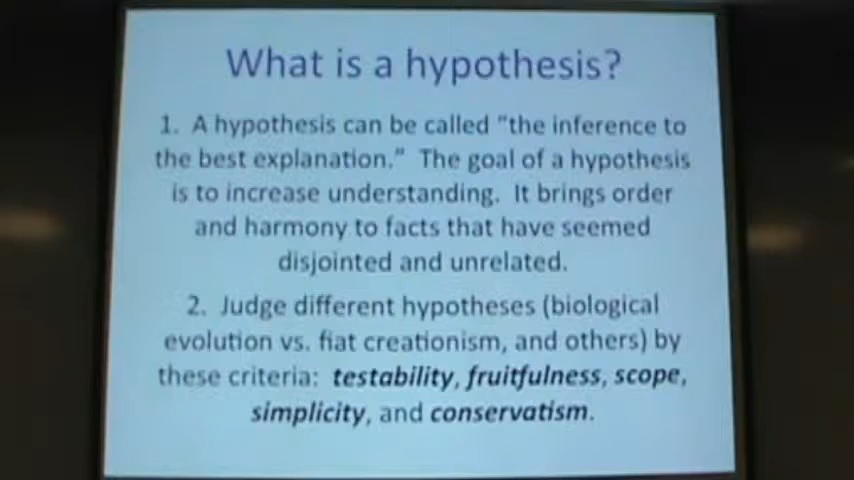 What is a hypothesis?
1. A hypothesis can be called "the inference to
the best explanation." The goal of a hypothesis
is to increase understanding. It brings order
and harmony to facts that have seemed
disjointed and unrelated.
2. Judge different hypotheses (biological
evolution vs. fiat creationism, and others) by
these criteria: testability, fruitfulness, scope,
simplicity, and conservatism.